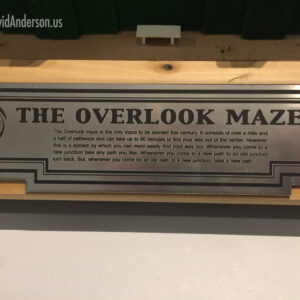 vidAnderson.us
THE OVERLOOK MAZE
The Overlook maze is the only maze to be planted this century. It consists of over a mile and
a half of pathways and can take up to 90 minutes to find your way out of the center. However
this is a system by which you can more easily find your way out. Whenever you come to a
new junction take any path you like. Whenever you come to a new path to an old junction
turn back. But, whenever you come by an old path to a new junction, take a new path.